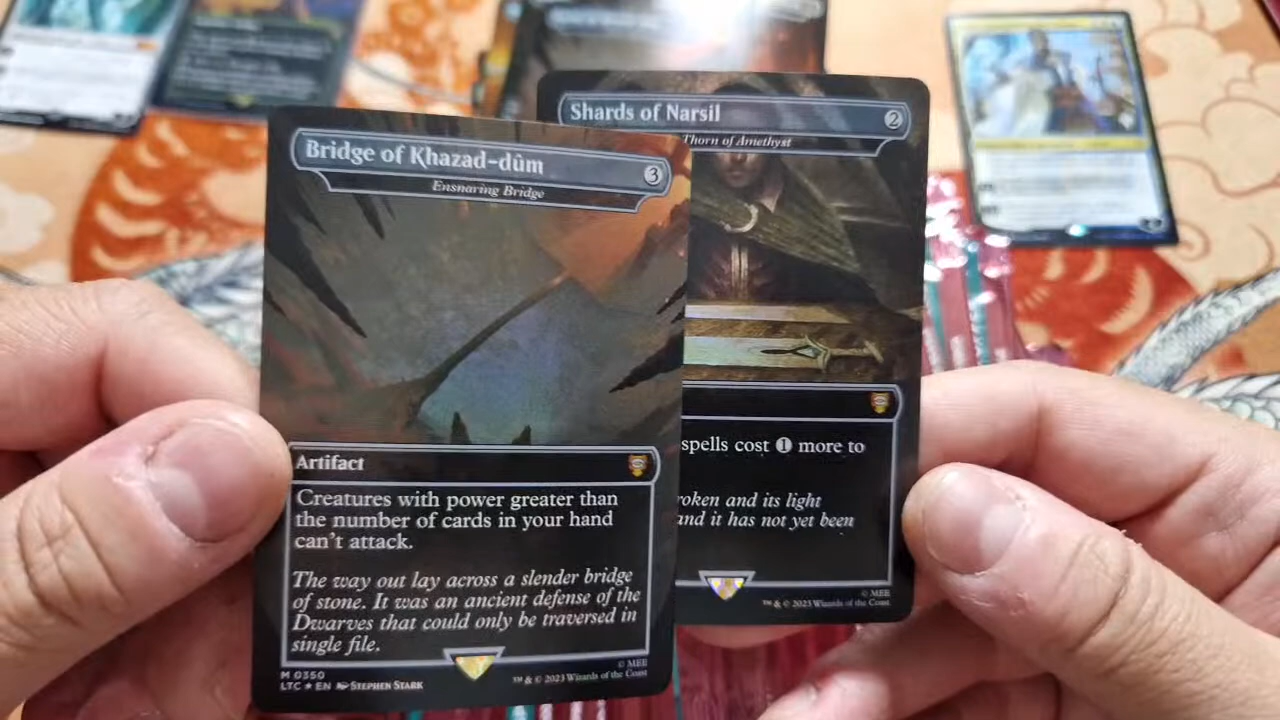 Bridge of Khazad-dûm
3
Ensnaring Bridge
Artifact
Creatures with power greater than
the number of cards in your hand
can't attack.
The way out lay across a slender bridge
of stone. It was an ancient defense of the
Dwarves that could only be traversed in
single file.
M 0350
LTC ★ EN STEPHEN STARK
© MEE
™ & © 2023 Wizards of the Coast
Shards of Narsil
2
Thorn of Amethyst
spells cost 1 more to
roken and its light
and it has not yet been
© MEE
™ & © 2023 Wizards of the Coast